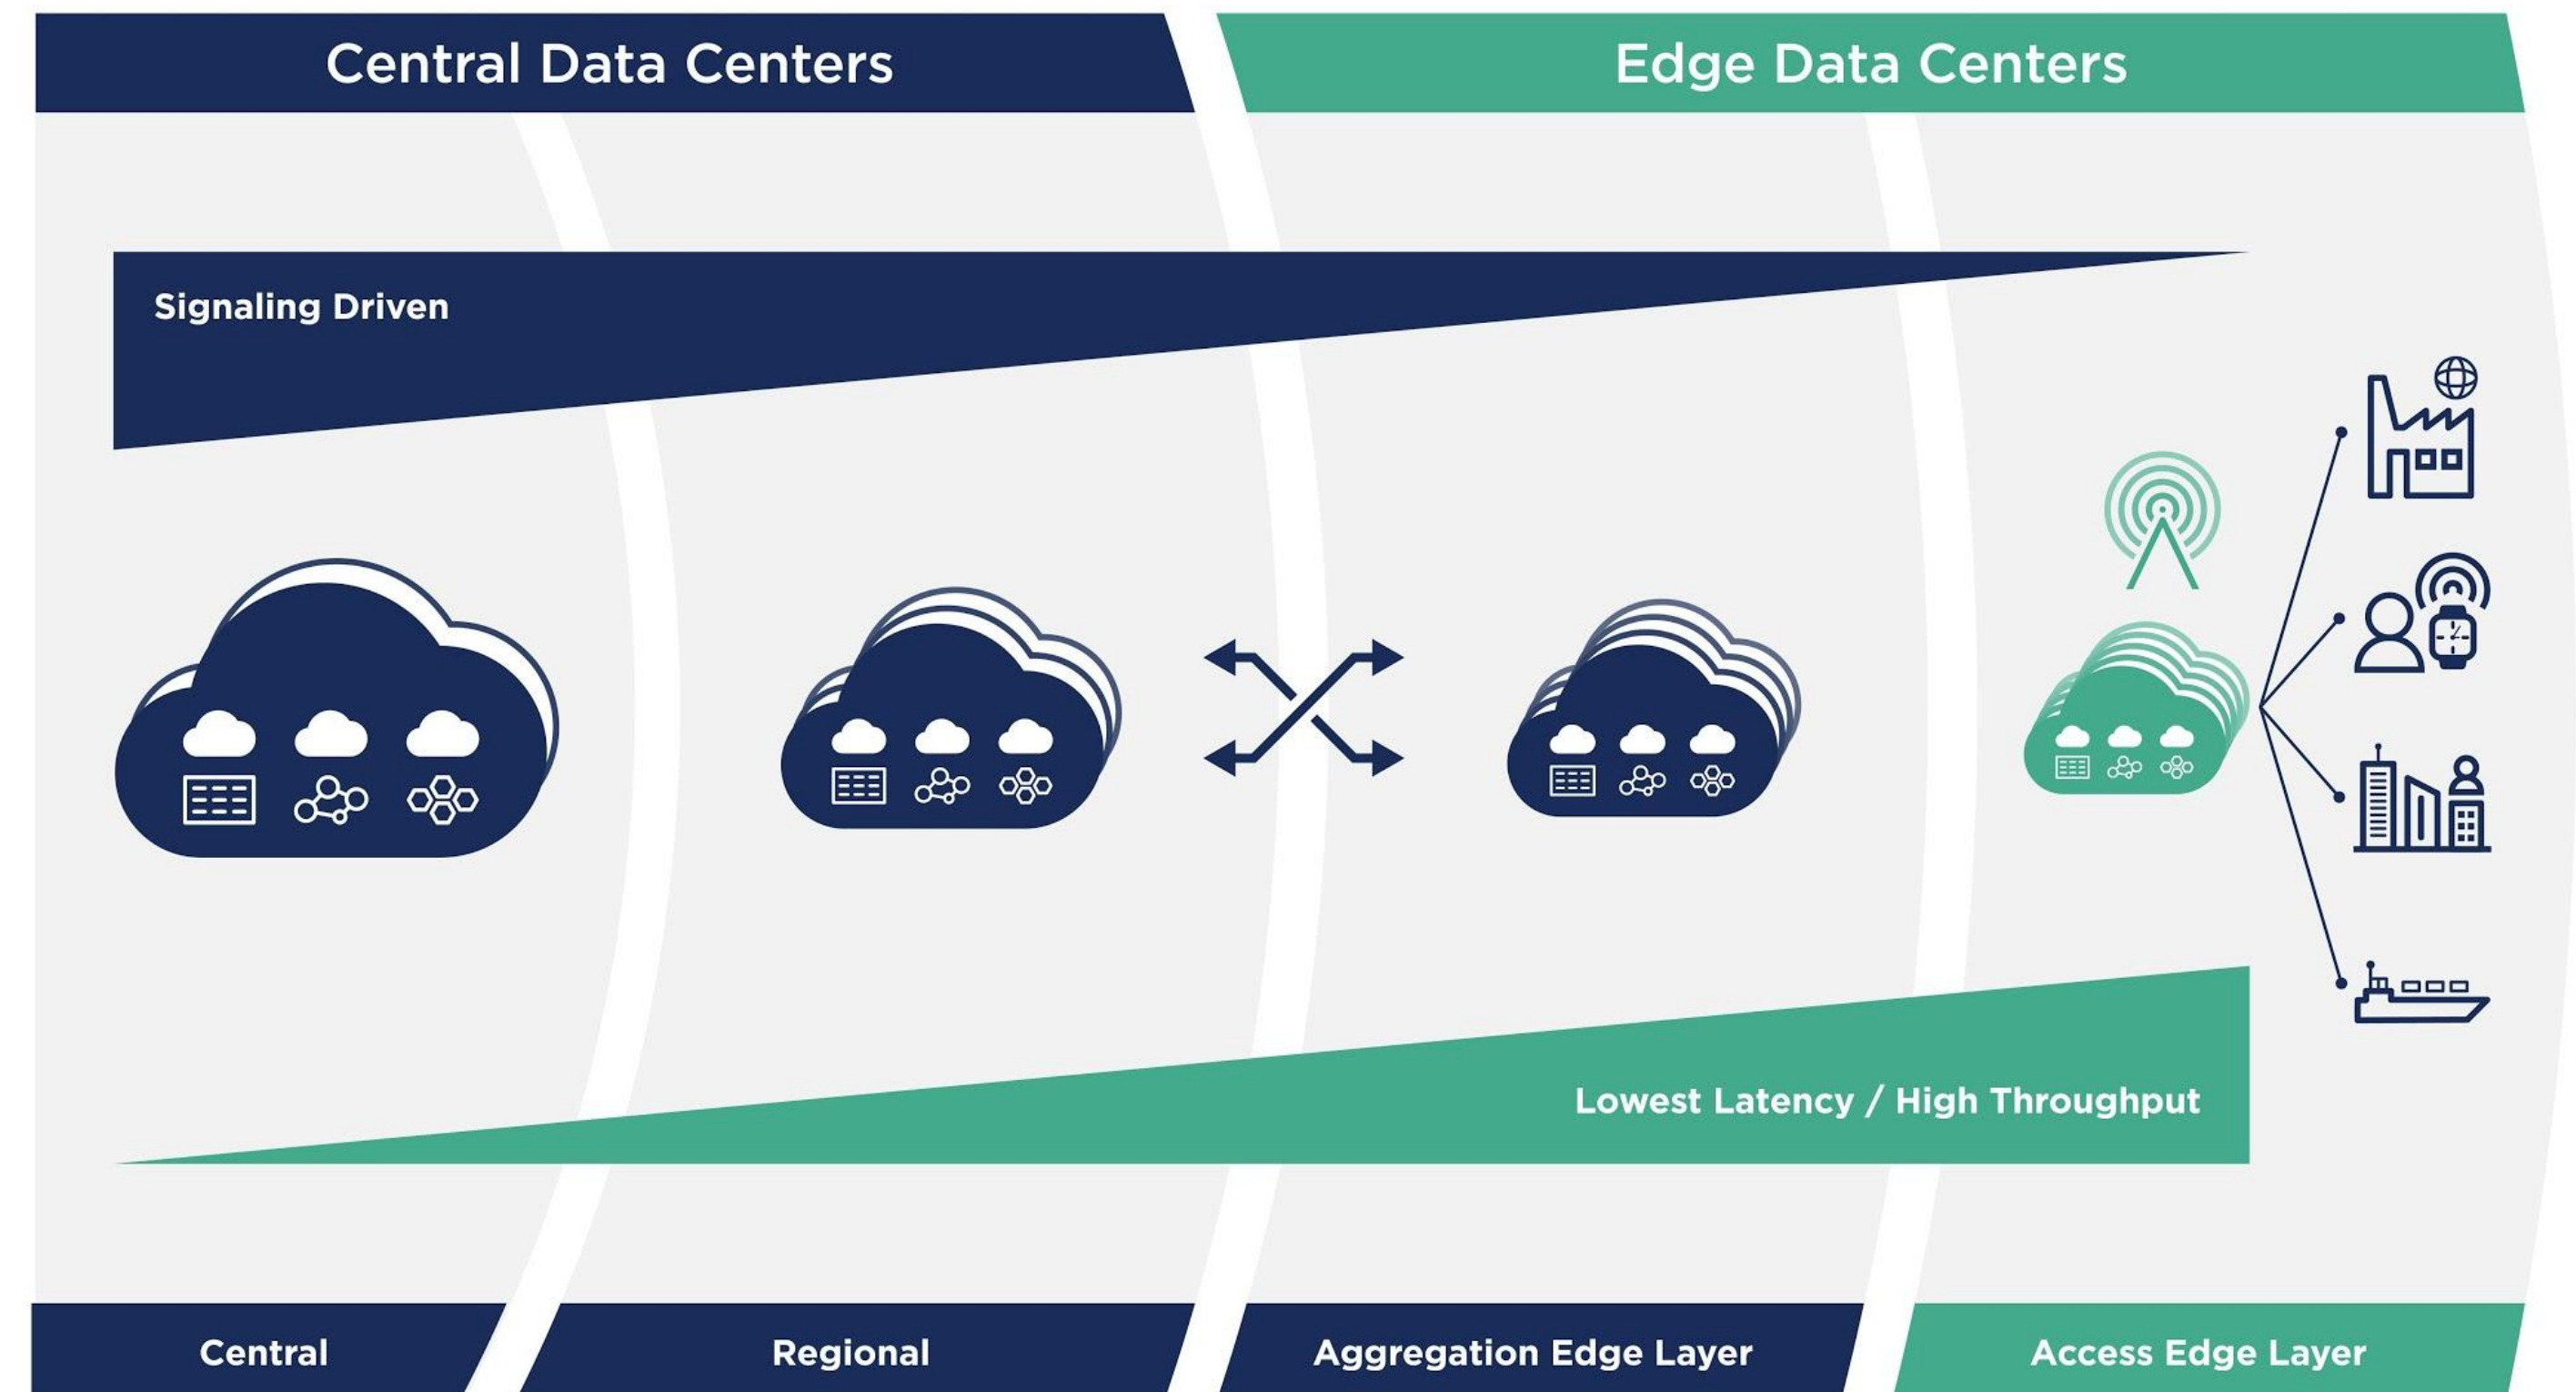 Central Data Centers
Edge Data Centers
Signaling Driven
Lowest Latency / High Throughput
Central
Regional
Aggregation Edge Layer
Access Edge Layer